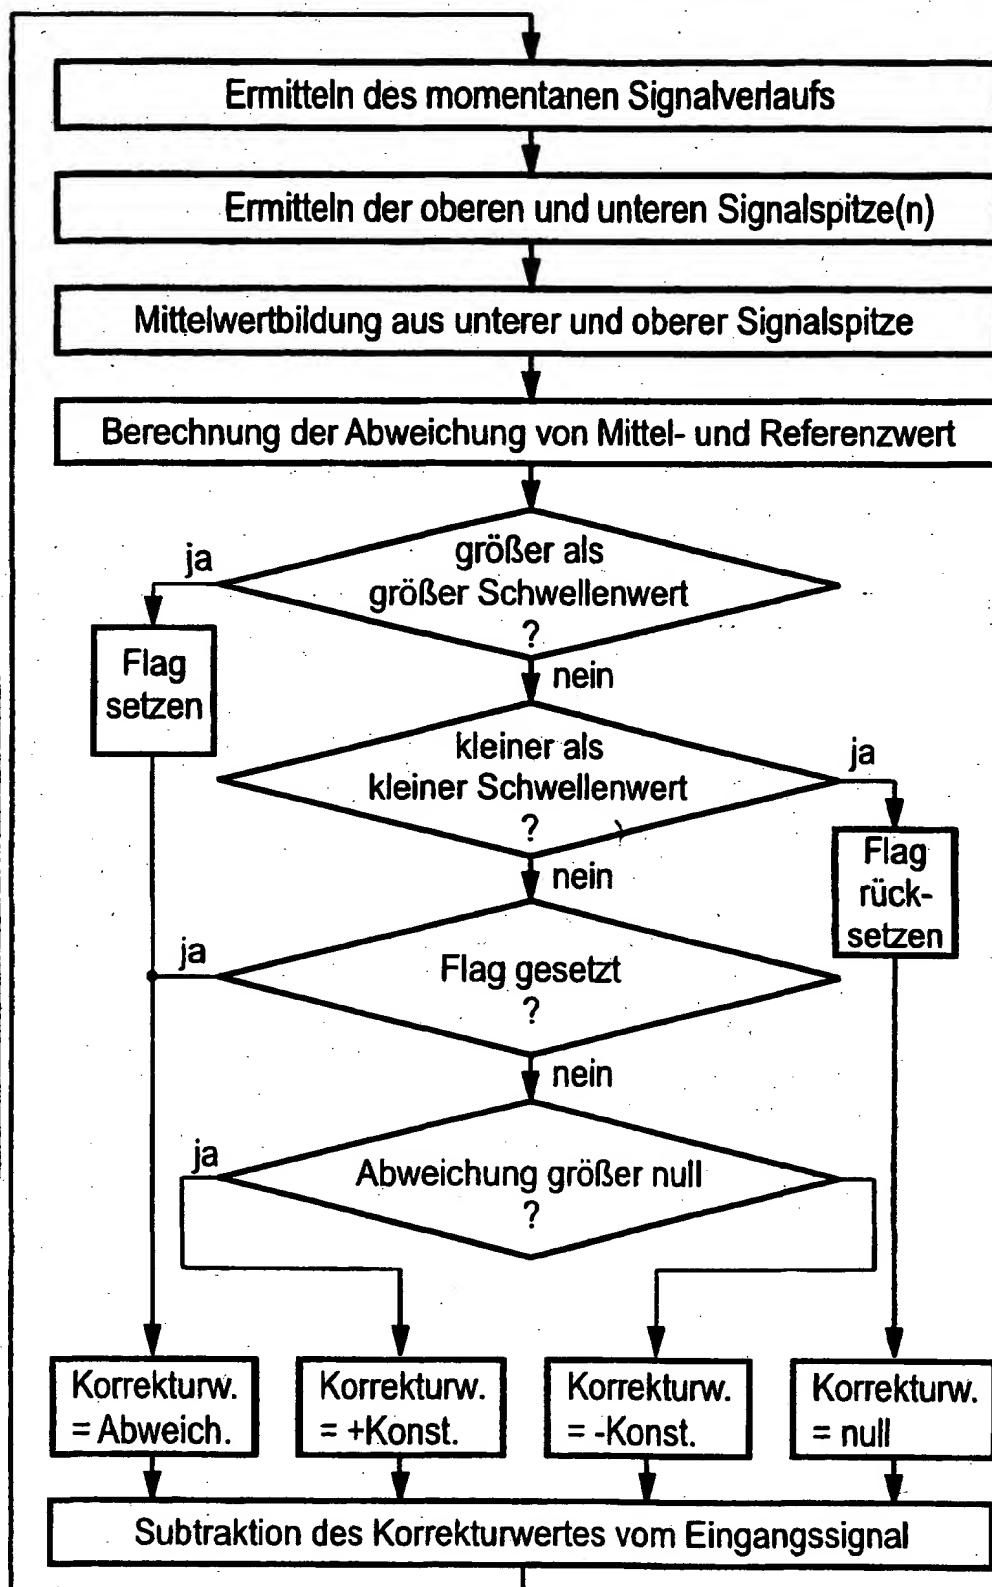 Ermitteln des momentanen Signalverlaufs
Ermitteln der oberen und unteren Signalspitze(n)
Mittelwertbildung aus unterer und oberer Signalspitze
Berechnung der Abweichung von Mittel- und Referenzwert
größer als
größer Schwellenwert
?
ja
nein
Flag
setzen
kleiner als
kleiner Schwellenwert
?
ja
nein
Flag
rück-
setzen
Flag gesetzt
?
ja
nein
Abweichung größer null
?
ja
Korrekturw.
= Abweich.
Korrekturw.
= +Konst.
Korrekturw.
= -Konst.
Korrekturw.
= null
Subtraktion des Korrekturwertes vom Eingangssignal